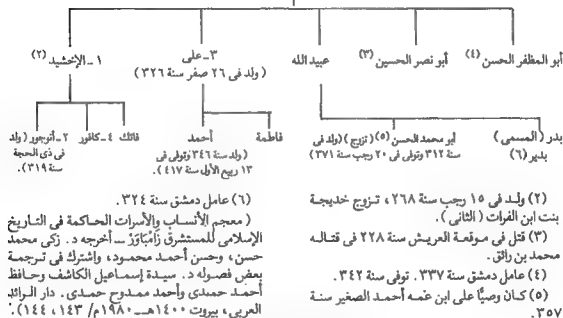 أبو المظفر الحسن (٤)
أبو نصر الحسين (٣)
عبيد الله
٣ـ على
( ولد فى ٢٦ صفر سنة ٣٢٦ )
١ ـ الإخشيد (٢)
بدر ( المسمى )
بدير (٦)
أبو محمد الحسن (٥) ( تزوج ) ( ولد فى
سنة ٣١٢ وتوفى فى ٢٠ رجب سنة ٣٧١ )
فاطمة
أحمد
( ولد سنة ٣٤٦ وتوفى فى
١٣ ربيع الأول سنة ٤١٧ ).
٢ ـ أنوجور ( ولد
فى ذى الحجة
سنة ٣١٩ ).
٤ ـ كافور
فاتك
(٢) ولد فى ١٥ رجب سنة ٢٦٨ ، تزوج خديجة
بنت ابن الفرات ( الثانى ) .
(٣) قتل فى موقعة العريش سنة ٢٢٨ فى قتاله
محمد بن رائق .
(٤) عامل دمشق سنة ٣٣٧ . توفى سنة ٣٤٢ .
(٥) كان وصيًّا على ابن عمه أحمد الصغير سنة
٣٥٧ .
(٦) عامل دمشق سنة ٣٢٤ .
( معجم الأنساب والأسرات الحاكمة فى التاريخ
الإسلامى للمستشرق زَامْبَاوَرْ ــ أخرجه د . زكى محمد
حسن ، وحسن أحمد محمود ، واشترك فى ترجمة
بعض فصوله د . سيدة إسماعيل الكاشف وحافظ
أحمد حمدى وأحمد ممدوح حمدى . دار الرائد
العربى ، بيروت ١٤٠٠هـ ــ ١٩٨٠م / ١٤٣ ، ١٤٤ ) .